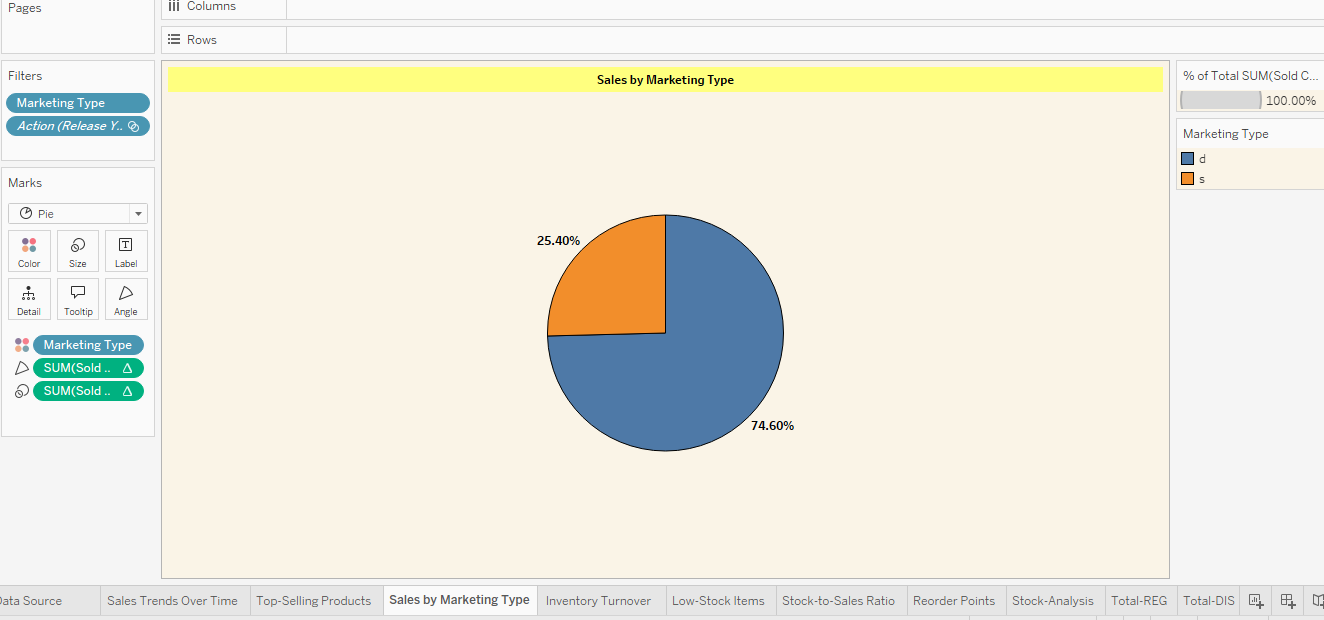 Pages
Columns
Rows
Filters
Marketing Type
Action (Release Y..
Marks
Pie
Color
Size
Label
Detail
Tooltip
Angle
Marketing Type
SUM(Sold ..
SUM(Sold ..
Sales by Marketing Type
25.40%
74.60%
% of Total SUM(Sold C...
100.00%
Marketing Type
d
s
Data Source
Sales Trends Over Time
Top-Selling Products
Sales by Marketing Type
Inventory Turnover
Low-Stock Items
Stock-to-Sales Ratio
Reorder Points
Stock-Analysis
Total-REG
Total-DIS